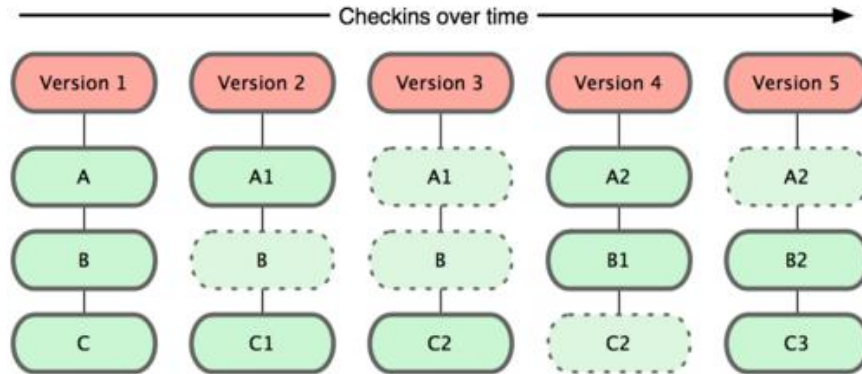 Checkins over time
Version 1 Version 2 Version 3 Version 4 Version 5
A A1 A1 A2 A2
B B B B1 B2
C C1 C2 C2 C3